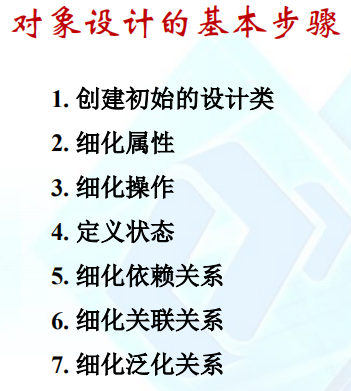 对象设计的基本步骤
1. 创建初始的设计类
2. 细化属性
3. 细化操作
4. 定义状态
5. 细化依赖关系
6. 细化关联关系
7. 细化泛化关系